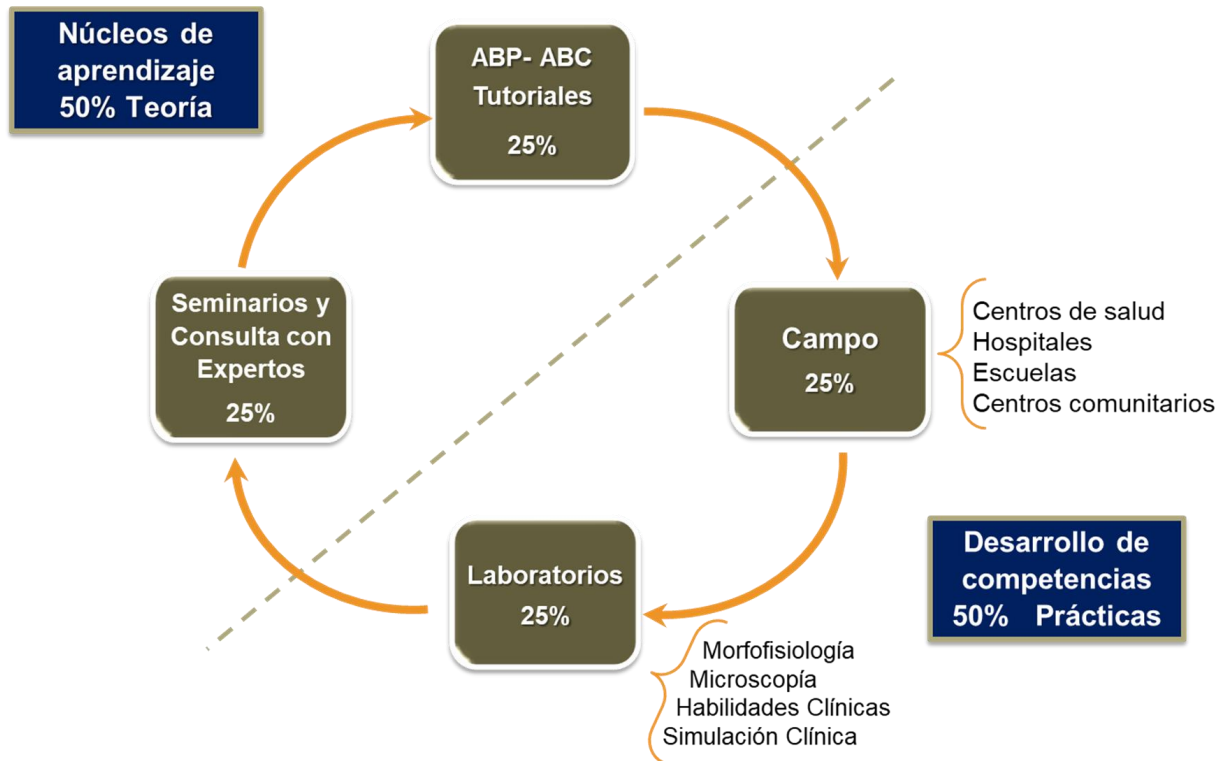 Núcleos de
aprendizaje
50% Teoría
ABP- ABC
Tutoriales
25%
Seminarios y
Consulta con
Expertos
25%
Campo
25%
Centros de salud
Hospitales
Escuelas
Centros comunitarios
Laboratorios
25%
Morfofisiología
Microscopía
Habilidades Clínicas
Simulación Clínica
Desarrollo de
competencias
50% Prácticas